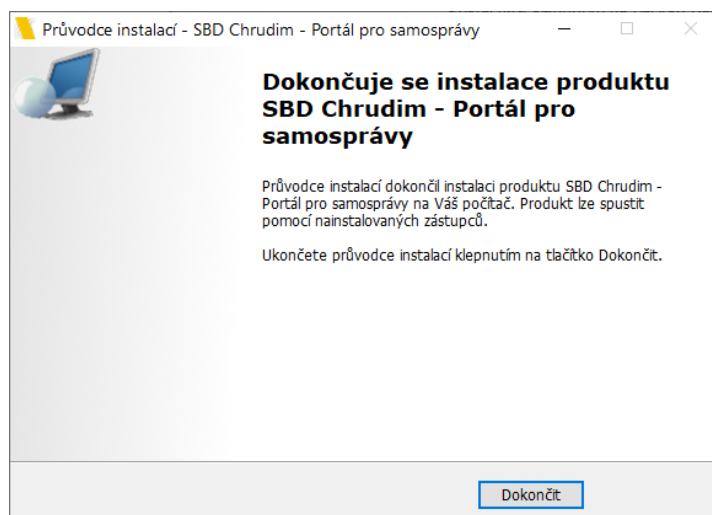 Průvodce instalací - SBD Chrudim - Portál pro samosprávy
Dokončuje se instalace produktu
SBD Chrudim - Portál pro
samosprávy
Průvodce instalací dokončil instalaci produktu SBD Chrudim -
Portál pro samosprávy na Váš počítač. Produkt lze spustit
pomocí nainstalovaných zástupců.
Ukončete průvodce instalací klepnutím na tlačítko Dokončit.
Dokončit